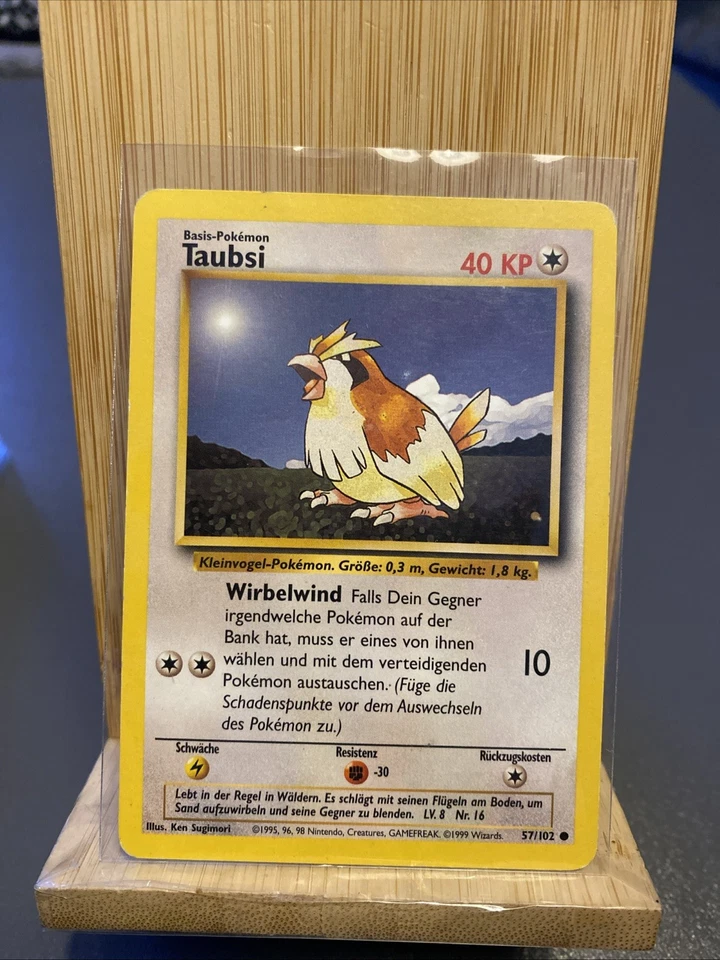 Basis-Pokémon
Taubsi
40 KP
Kleinvogel-Pokémon. Größe: 0,3 m, Gewicht: 1,8 kg.
Wirbelwind Falls Dein Gegner
irgendwelche Pokémon auf der
Bank hat, muss er eines von ihnen
wählen und mit dem verteidigenden
Pokémon austauschen. (Füge die
Schadenspunkte vor dem Auswechseln
des Pokémon zu.)
10
Schwäche
Resistenz
-30
Rückzugskosten
Lebt in der Regel in Wäldern. Es schlägt mit seinen Flügeln am Boden, um
Sand aufzuwirbeln und seine Gegner zu blenden. LV. 8 Nr. 16
Illus. Ken Sugimori ©1995, 96, 98 Nintendo, Creatures, GAMEFREAK. ©1999 Wizards. 57/102